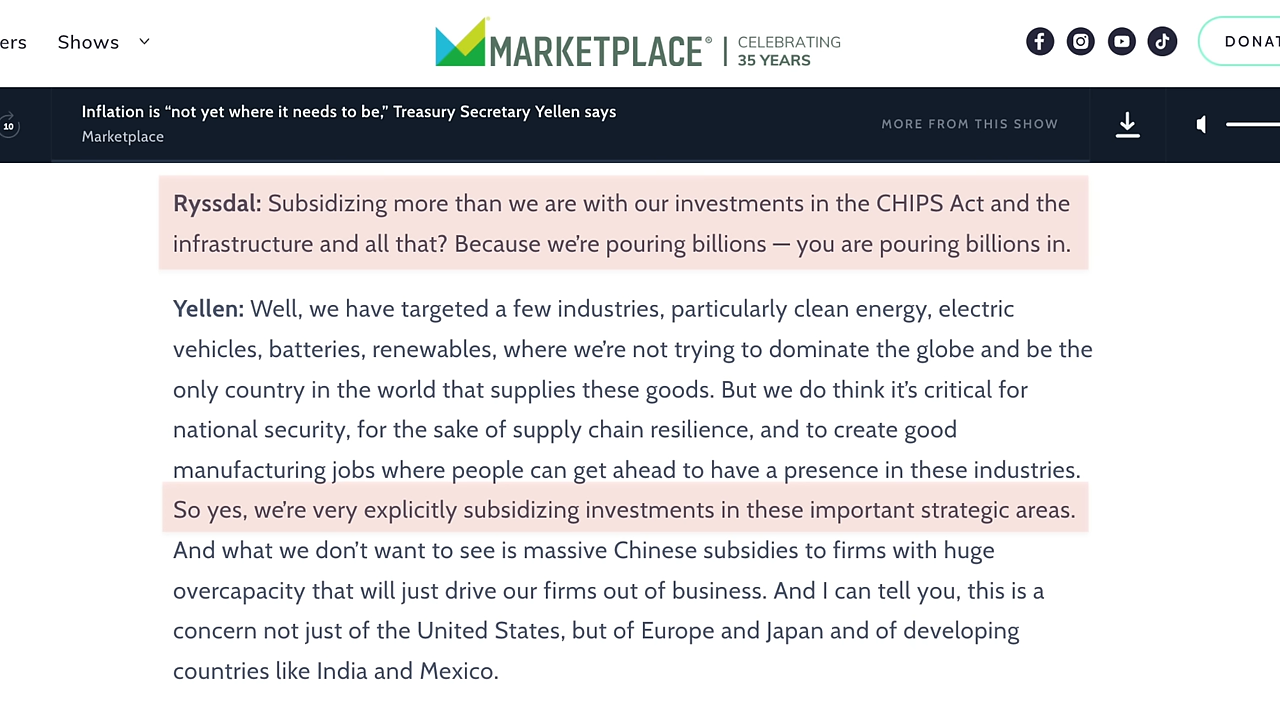 ers Shows MARKETPLACE® | CELEBRATING 35 YEARS DONAT
10
Inflation is “not yet where it needs to be,” Treasury Secretary Yellen says
Marketplace
MORE FROM THIS SHOW
Ryssdal: Subsidizing more than we are with our investments in the CHIPS Act and the
infrastructure and all that? Because we’re pouring billions — you are pouring billions in.
Yellen: Well, we have targeted a few industries, particularly clean energy, electric
vehicles, batteries, renewables, where we’re not trying to dominate the globe and be the
only country in the world that supplies these goods. But we do think it’s critical for
national security, for the sake of supply chain resilience, and to create good
manufacturing jobs where people can get ahead to have a presence in these industries.
So yes, we’re very explicitly subsidizing investments in these important strategic areas.
And what we don’t want to see is massive Chinese subsidies to firms with huge
overcapacity that will just drive our firms out of business. And I can tell you, this is a
concern not just of the United States, but of Europe and Japan and of developing
countries like India and Mexico.